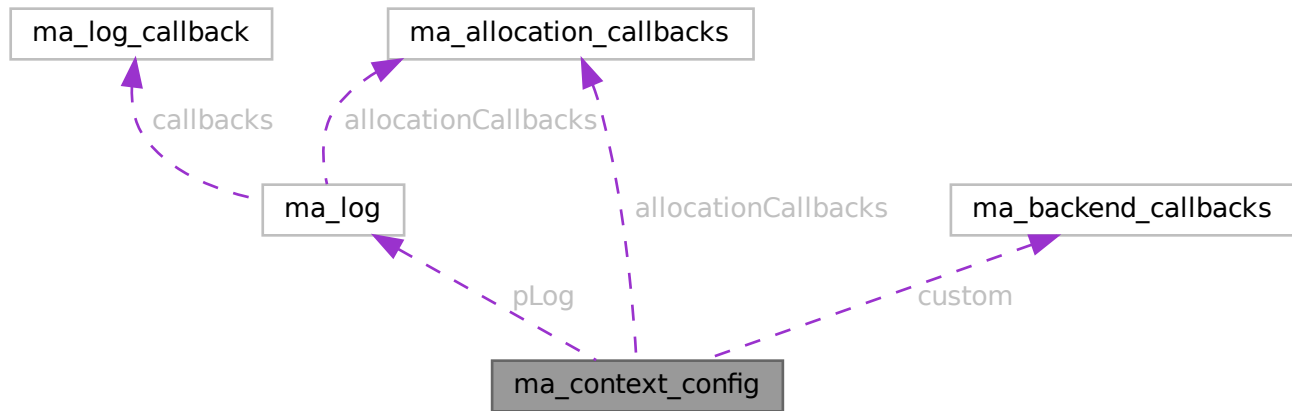 ma_log_callback
ma_allocation_callbacks
callbacks
allocationCallbacks
ma_log
allocationCallbacks
ma_backend_callbacks
pLog
custom
ma_context_config